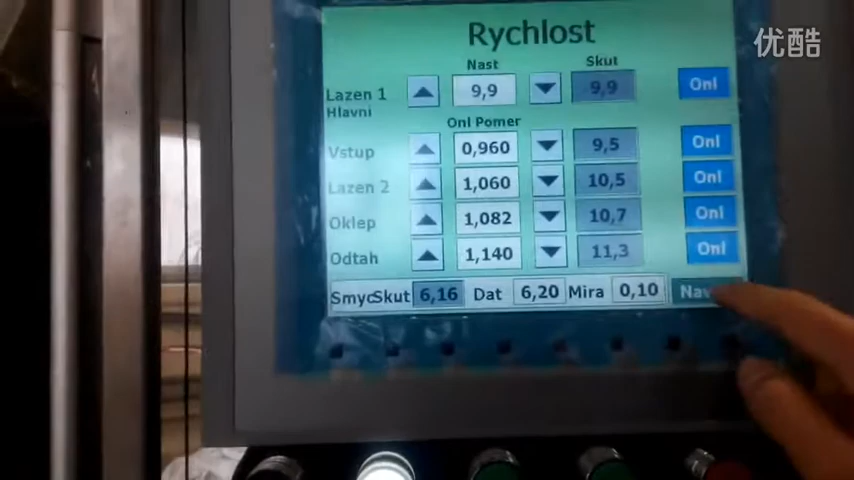 优酷
Rychlost
Nast Skut
Lazen 1 9,9 9,9 Onl
Hlavni
Onl Pomer
Vstup 0,960 9,5 Onl
Lazen 2 1,060 10,5 Onl
Oklep 1,082 10,7 Onl
Odtah 1,140 11,3 Onl
SmycSkut 6,16 Dat 6,20 Mira 0,10